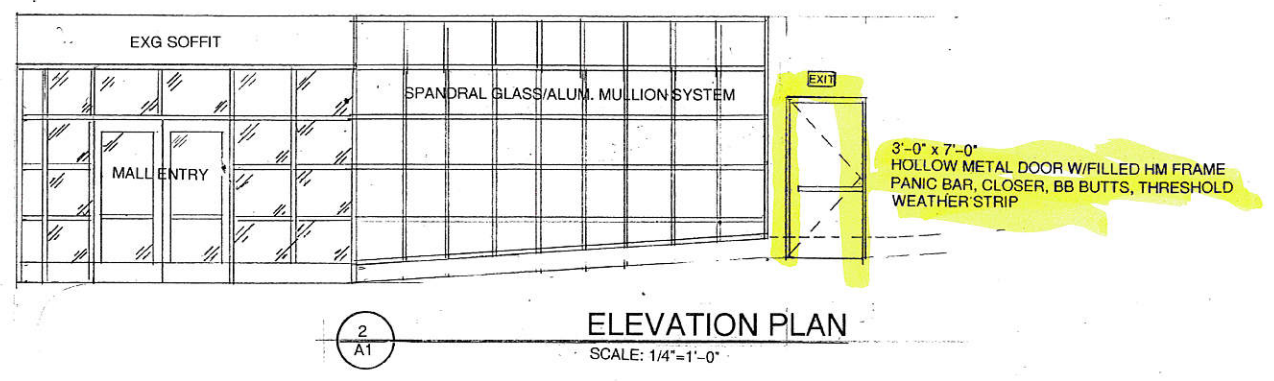 EXG SOFFIT
SPANDRAL GLASS/ALUM. MULLION SYSTEM
EXIT
MALL ENTRY
3'-0" x 7'-0"
HOLLOW METAL DOOR W/FILLED HM FRAME
PANIC BAR, CLOSER, BB BUTTS, THRESHOLD
WEATHER STRIP
2
A1
ELEVATION PLAN
SCALE: 1/4"=1'-0"